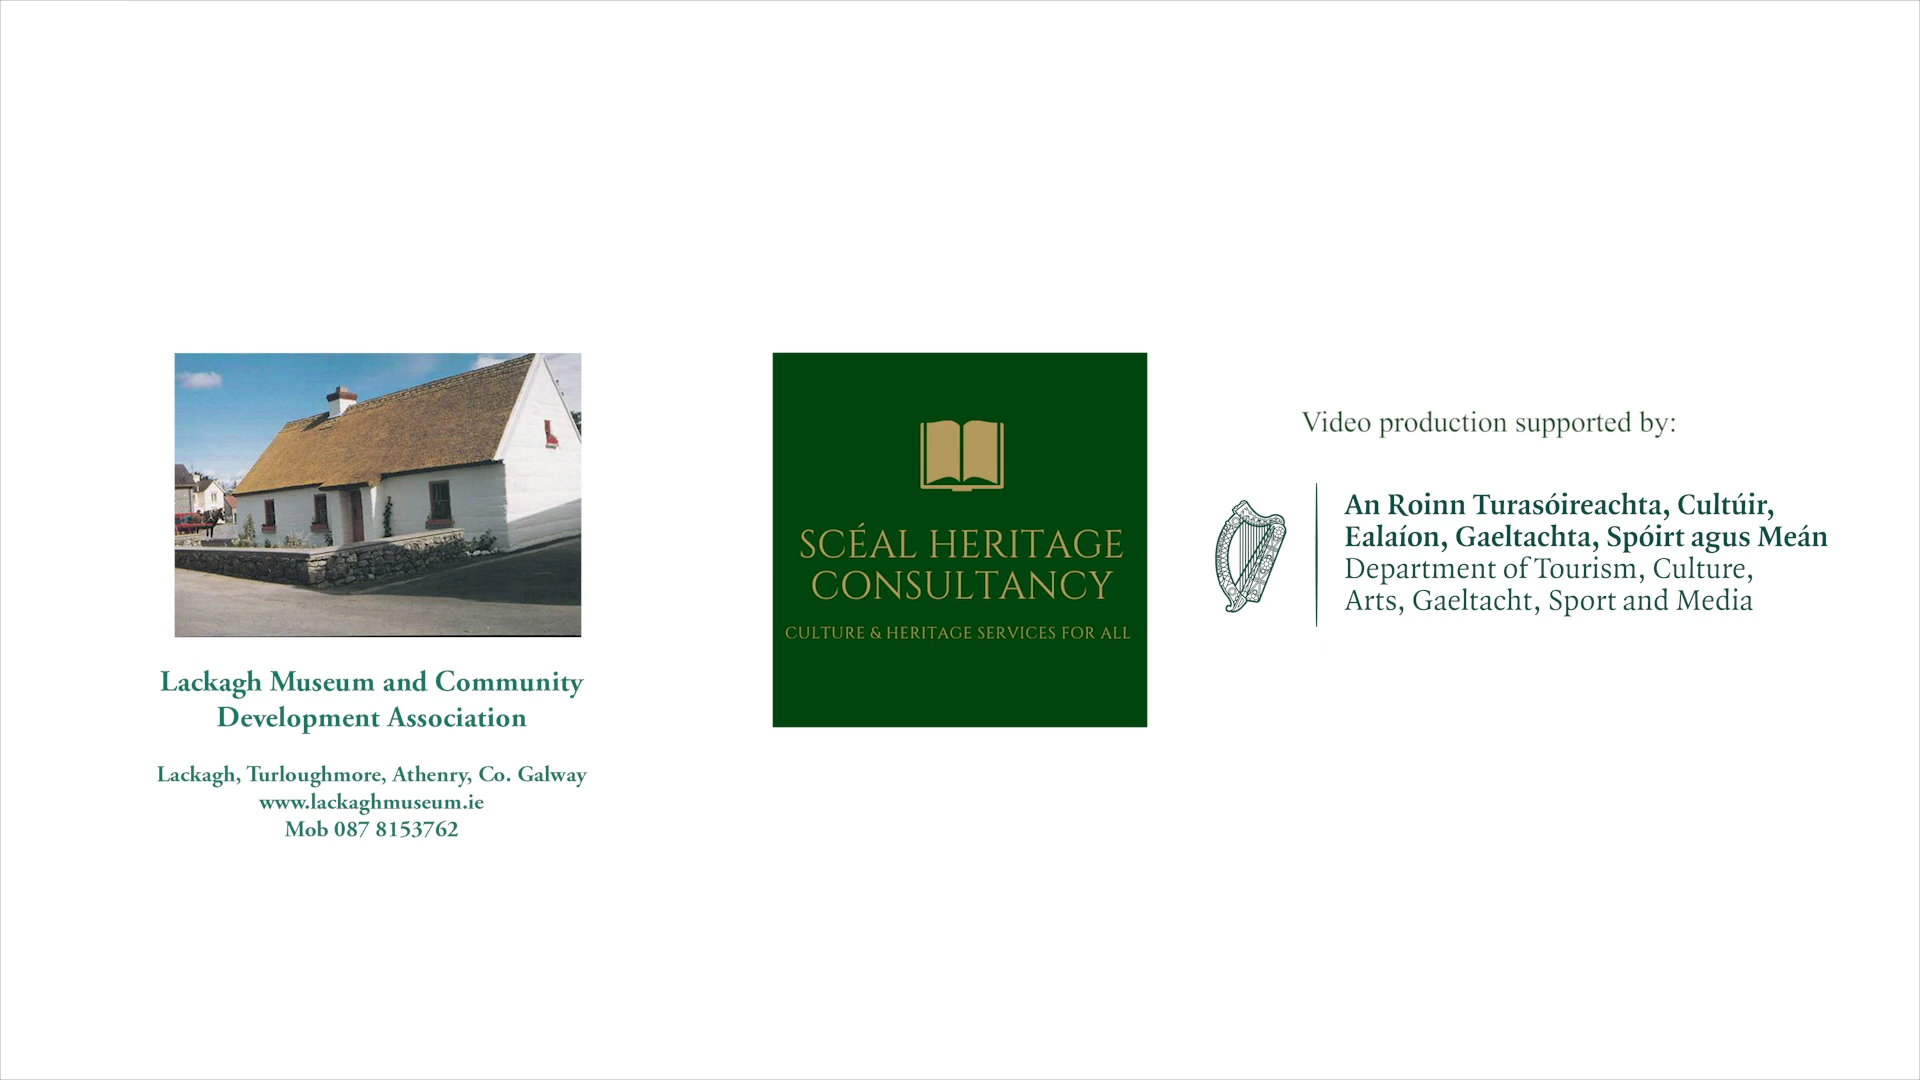 Lackagh Museum and Community
Development Association
Lackagh, Turloughmore, Athenry, Co. Galway
www.lackaghmuseum.ie
Mob 087 8153762
SCÉAL HERITAGE
CONSULTANCY
CULTURE & HERITAGE SERVICES FOR ALL
Video production supported by:
An Roinn Turasóireachta, Cultúir,
Ealaíon, Gaeltachta, Spóirt agus Meán
Department of Tourism, Culture,
Arts, Gaeltacht, Sport and Media